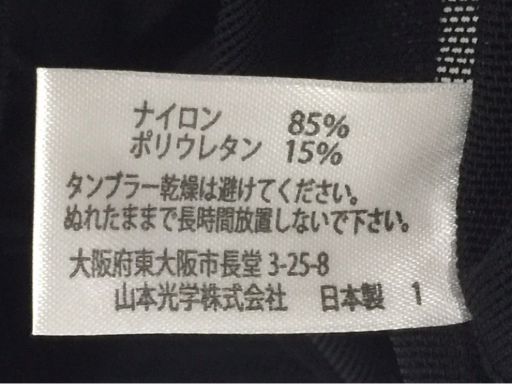 ナイロン 85%
ポリウレタン 15%
タンブラー乾燥は避けてください。
ぬれたままで長時間放置しないで下さい。
大阪府東大阪市長堂 3-25-8
山本光学株式会社 日本製 1